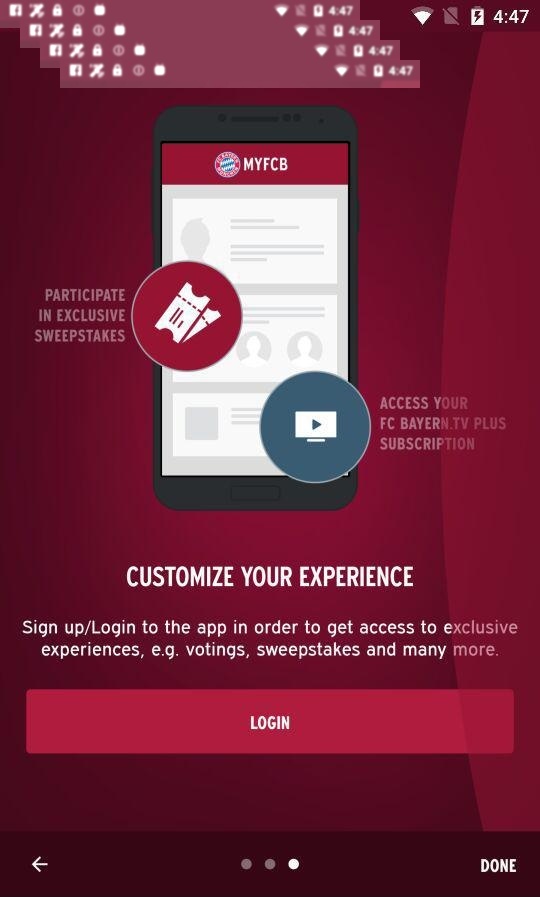 4:47
4:47
4:47
4:47
4:47
MYFCB
PARTICIPATE
IN EXCLUSIVE
SWEEPSTAKES
ACCESS YOUR
FC BAYERN.TV PLUS
SUBSCRIPTION
CUSTOMIZE YOUR EXPERIENCE
Sign up/Login to the app in order to get access to exclusive
experiences, e.g. votings, sweepstakes and many more.
LOGIN
DONE